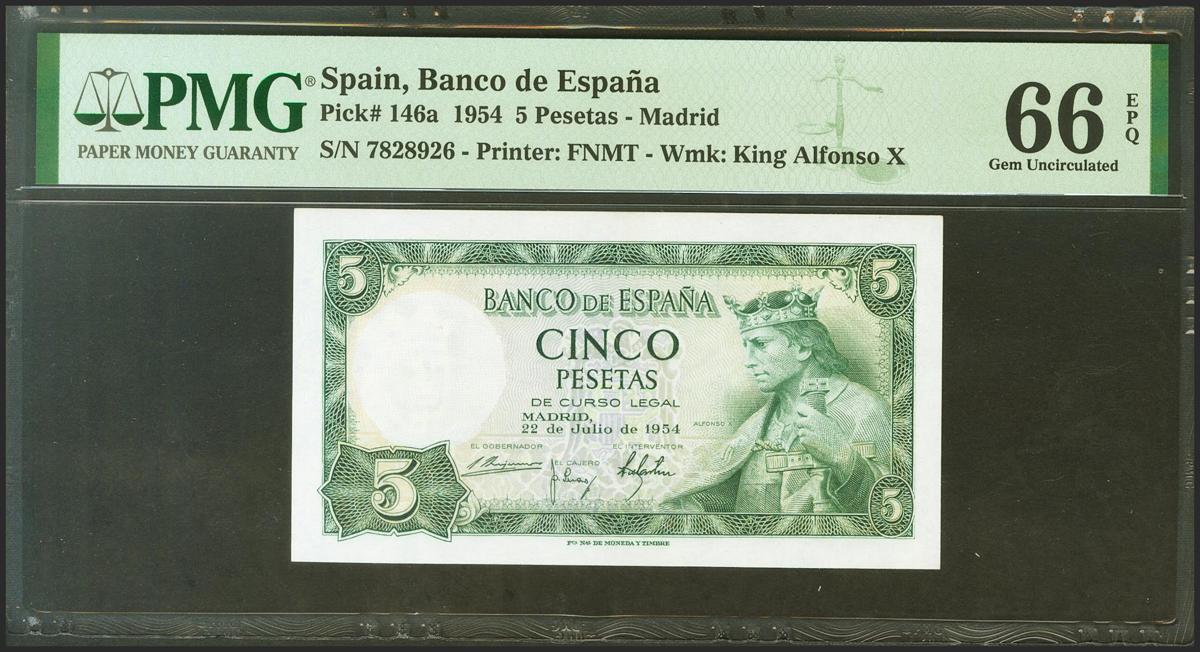 PMG®
PAPER MONEY GUARANTY
Spain, Banco de España
Pick# 146a 1954 5 Pesetas - Madrid
S/N 7828926 - Printer: FNMT - Wmk: King Alfonso X
66
EPQ
Gem Uncirculated
5
5
BANCO DE ESPAÑA
CINCO
PESETAS
DE CURSO LEGAL
MADRID,
22 de Julio de 1954
ALFONSO X
EL GOBERNADOR
EL INTERVENTOR
EL CAJERO
5
5
Fca Nal DE MONEDA Y TIMBRE